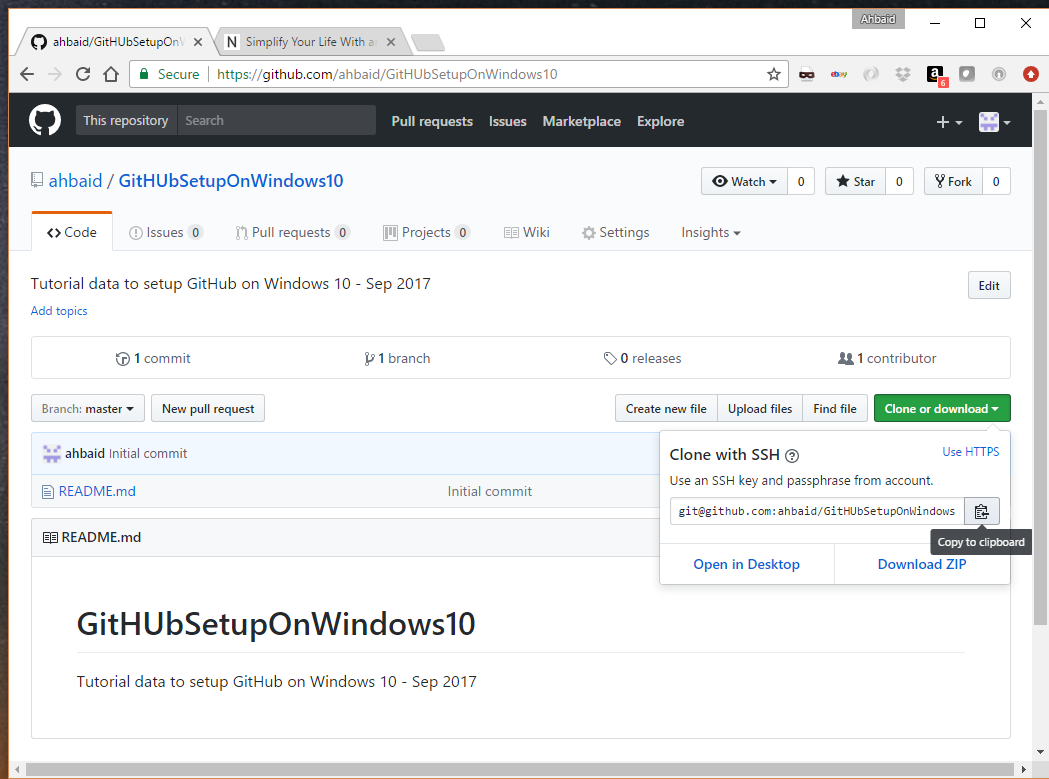 Ahbaid
ahbaid/GitHUbSetupOnW
N Simplify Your Life With a
Secure https://github.com/ahbaid/GitHUbSetupOnWindows10
ebay a 6
This repository Search Pull requests Issues Marketplace Explore
ahbaid / GitHUbSetupOnWindows10
Watch 0 Star 0 Fork 0
Code Issues 0 Pull requests 0 Projects 0 Wiki Settings Insights
Tutorial data to setup GitHub on Windows 10 - Sep 2017
Edit
Add topics
1 commit 1 branch 0 releases 1 contributor
Branch: master New pull request Create new file Upload files Find file Clone or download
ahbaid Initial commit
README.md Initial commit
Clone with SSH ? Use HTTPS
Use an SSH key and passphrase from account.
git@github.com:ahbaid/GitHUbSetupOnWindows
Copy to clipboard
Open in Desktop Download ZIP
README.md
GitHUbSetupOnWindows10
Tutorial data to setup GitHub on Windows 10 - Sep 2017